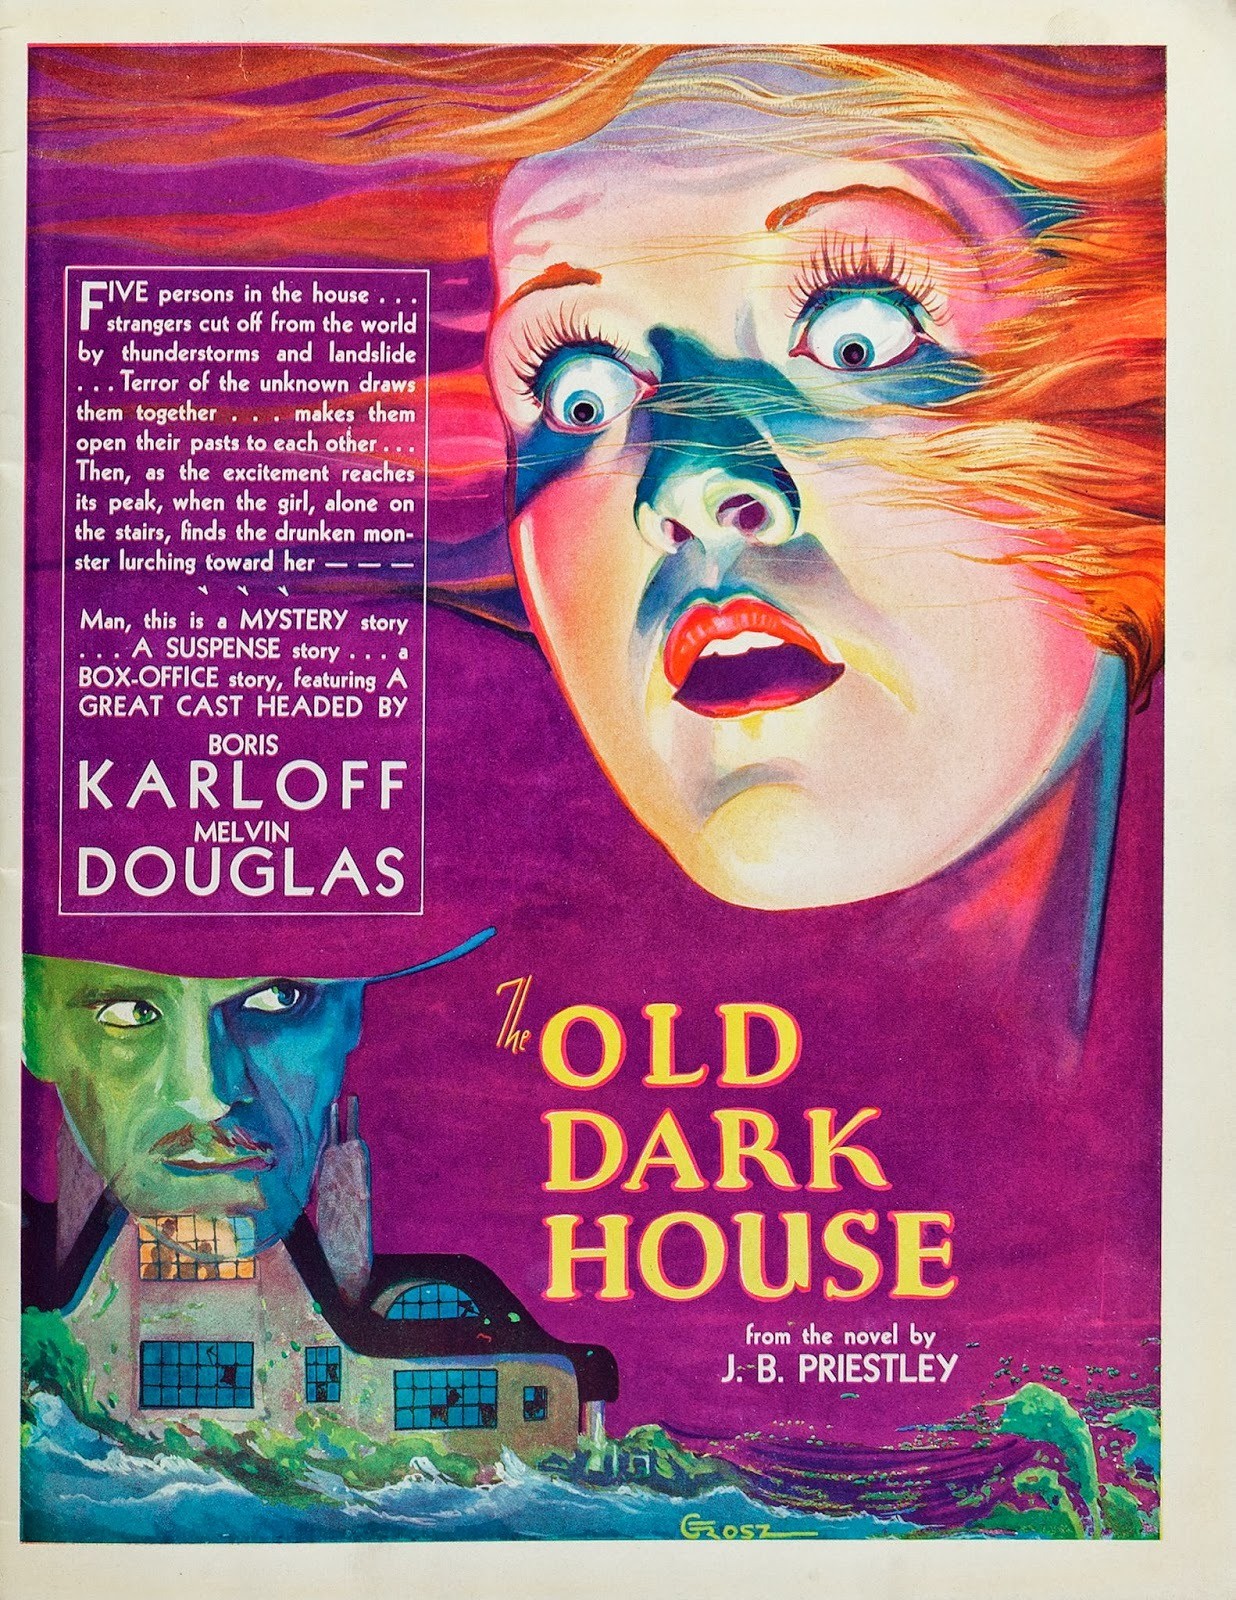 FIVE persons in the house . . .
strangers cut off from the world
by thunderstorms and landslide
. . . Terror of the unknown draws
them together . . . makes them
open their pasts to each other . . .
Then, as the excitement reaches
its peak, when the girl, alone on
the stairs, finds the drunken mon-
ster lurching toward her — — —
Man, this is a MYSTERY story
. . . A SUSPENSE story . . . a
BOX-OFFICE story, featuring A
GREAT CAST HEADED BY
BORIS
KARLOFF
MELVIN
DOUGLAS
The OLD
DARK
HOUSE
from the novel by
J. B. PRIESTLEY
GROSZ